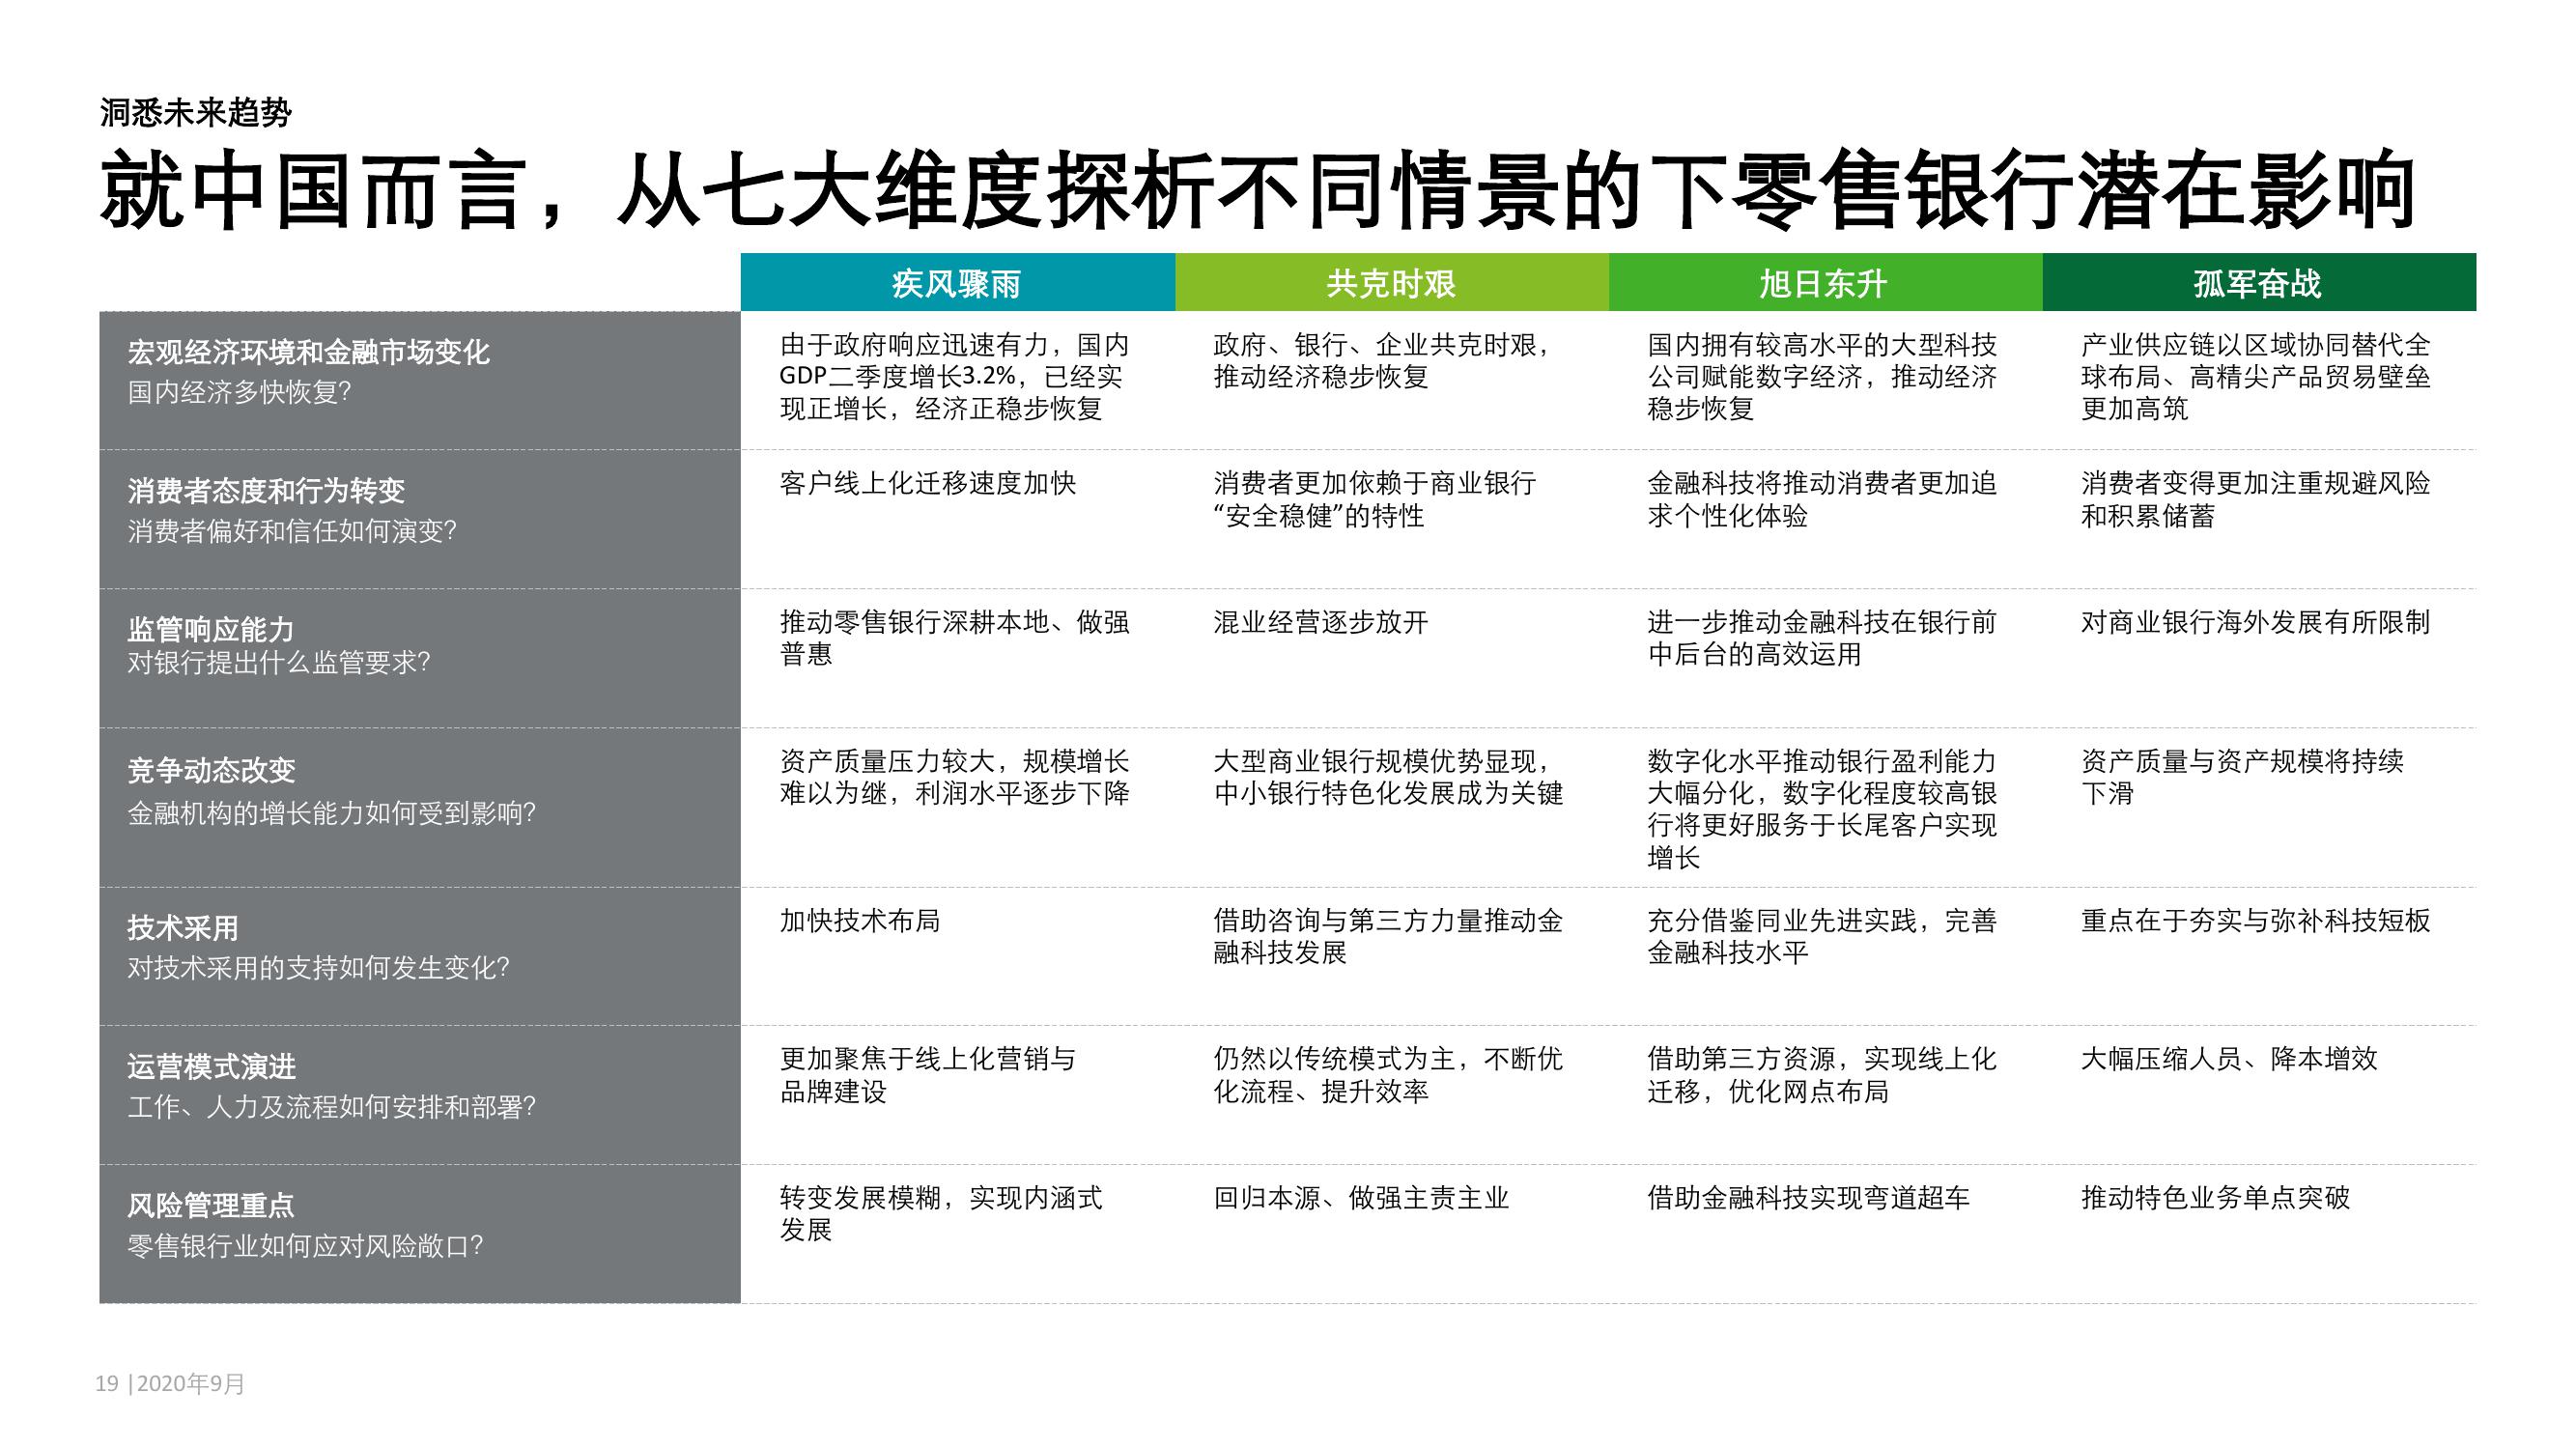 洞悉未来趋势
就中国而言，从七大维度探析不同情景的下零售银行潜在影响
疾风骤雨
共克时艰
旭日东升
孤军奋战
宏观经济环境和金融市场变化
国内经济多快恢复？
由于政府响应迅速有力，国内
GDP二季度增长3.2%，已经实
现正增长，经济正稳步恢复
政府、银行、企业共克时艰，
推动经济稳步恢复
国内拥有较高水平的大型科技
公司赋能数字经济，推动经济
稳步恢复
产业供应链以区域协同替代全
球布局、高精尖产品贸易壁垒
更加高筑
消费者态度和行为转变
消费者偏好和信任如何演变？
客户线上化迁移速度加快
消费者更加依赖于商业银行
“安全稳健”的特性
金融科技将推动消费者更加追
求个性化体验
消费者变得更加注重规避风险
和积累储蓄
监管响应能力
对银行提出什么监管要求？
推动零售银行深耕本地、做强
普惠
混业经营逐步放开
进一步推动金融科技在银行前
中后台的高效运用
对商业银行海外发展有所限制
竞争动态改变
金融机构的增长能力如何受到影响？
资产质量压力较大，规模增长
难以为继，利润水平逐步下降
大型商业银行规模优势显现，
中小银行特色化发展成为关键
数字化水平推动银行盈利能力
大幅分化，数字化程度较高银
行将更好服务于长尾客户实现
增长
资产质量与资产规模将持续
下滑
技术采用
对技术采用的支持如何发生变化？
加快技术布局
借助咨询与第三方力量推动金
融科技发展
充分借鉴同业先进实践，完善
金融科技水平
重点在于夯实与弥补科技短板
运营模式演进
工作、人力及流程如何安排和部署？
更加聚焦于线上化营销与
品牌建设
仍然以传统模式为主，不断优
化流程、提升效率
借助第三方资源，实现线上化
迁移，优化网点布局
大幅压缩人员、降本增效
风险管理重点
零售银行业如何应对风险敞口？
转变发展模糊，实现内涵式
发展
回归本源、做强主责主业
借助金融科技实现弯道超车
推动特色业务单点突破
19 |2020年9月